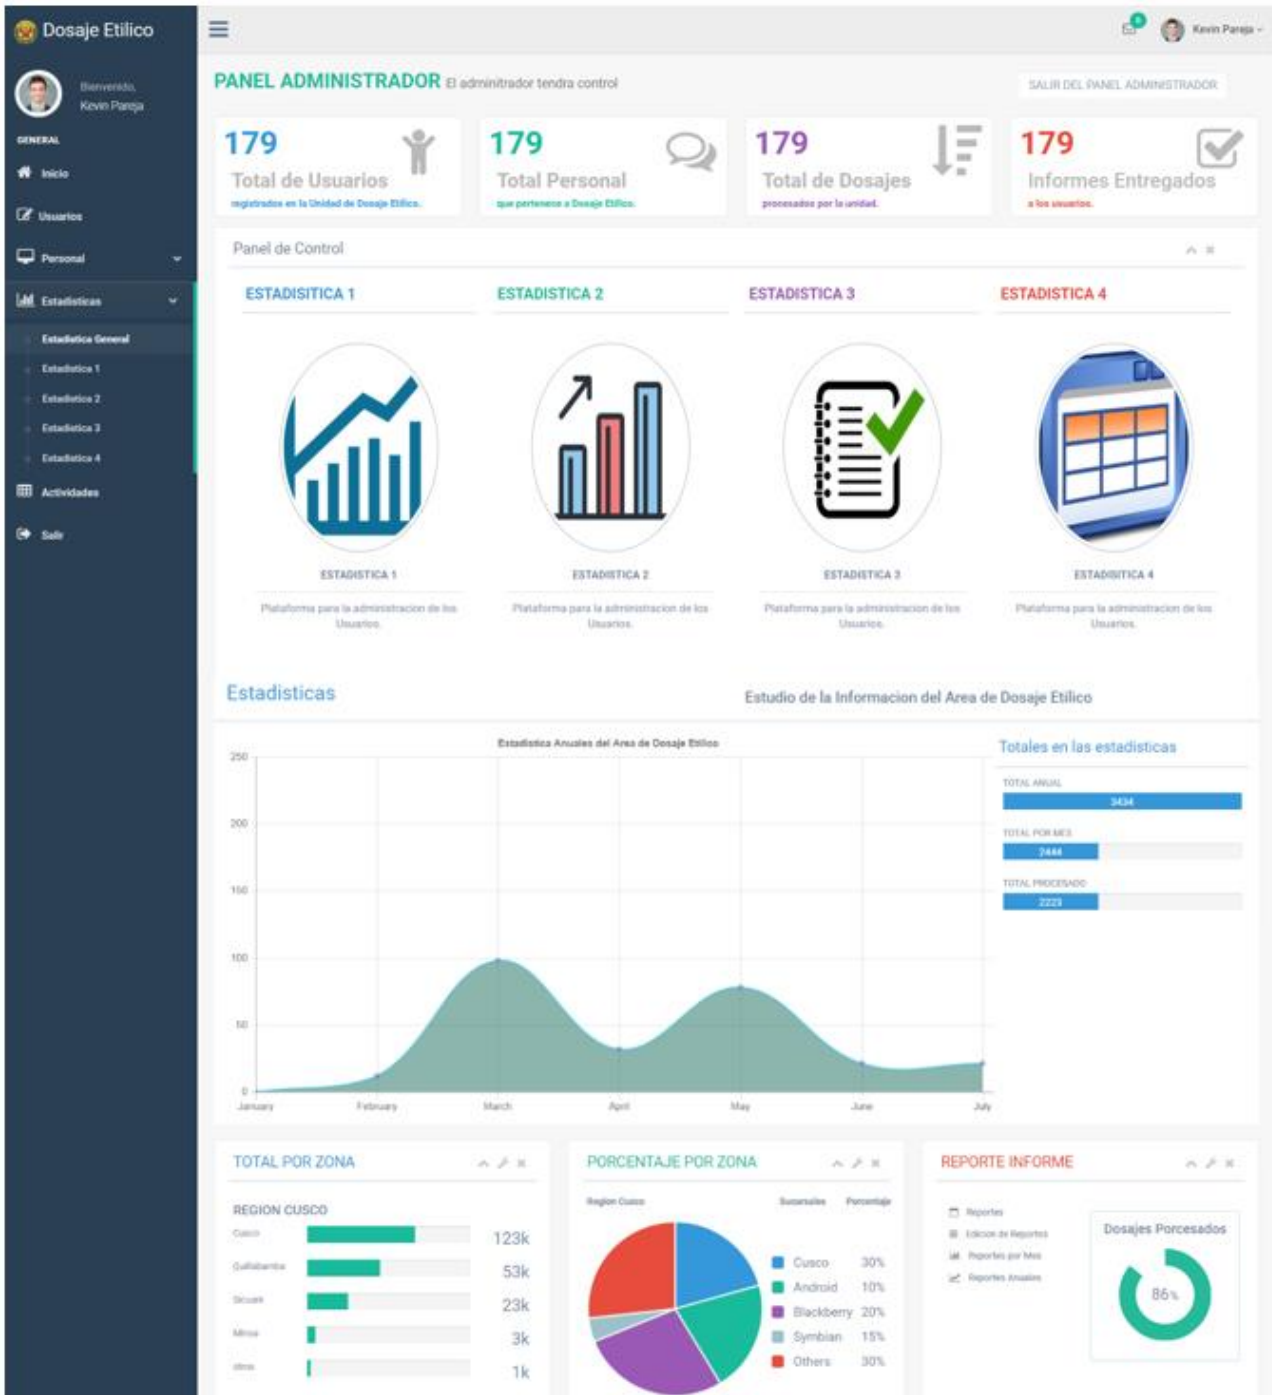 Dosaje Etilico
Bienvenido,
Kevin Pareja
GENERAL
Inicio
Usuarios
Personal
Estadisticas
Estadistica General
Estadistica 1
Estadistica 2
Estadistica 3
Estadistica 4
Actividades
Salir
Kevin Pareja
PANEL ADMINISTRADOR El adminitrador tendra control
SALIR DEL PANEL ADMINISTRADOR
179
Total de Usuarios
registrados en la Unidad de Dosaje Etilico.
179
Total Personal
que pertenece a Dosaje Etilico.
179
Total de Dosajes
procesados por la unidad.
179
Informes Entregados
a los usuarios.
Panel de Control
ESTADISITICA 1
ESTADISTICA 2
ESTADISTICA 3
ESTADISTICA 4
ESTADISTICA 1
Plataforma para la administracion de los
Usuarios.
ESTADISTICA 2
Plataforma para la administracion de los
Usuarios.
ESTADISTICA 3
Plataforma para la administracion de los
Usuarios.
ESTADISITICA 4
Plataforma para la administracion de los
Usuarios.
Estadisticas
Estudio de la Informacion del Area de Dosaje Etilico
Estadistica Anuales del Area de Dosaje Etilico
250
200
150
100
50
0
January February March April May June July
Totales en las estadisticas
TOTAL ANUAL
3434
TOTAL POR MES
2444
TOTAL PROCESADO
2223
TOTAL POR ZONA
REGION CUSCO
Cusco 123k
Quillabamba 53k
Sicuani 23k
3k
otros 1k
PORCENTAJE POR ZONA
Region Cusco Sucursales Porcentaje
Cusco 30%
Android 10%
Blackberry 20%
Symbian 15%
Others 30%
REPORTE INFORME
Reportes
Edicion de Reportes
Reportes por Mes
Reportes Anuales
Dosajes Porcesados
86%